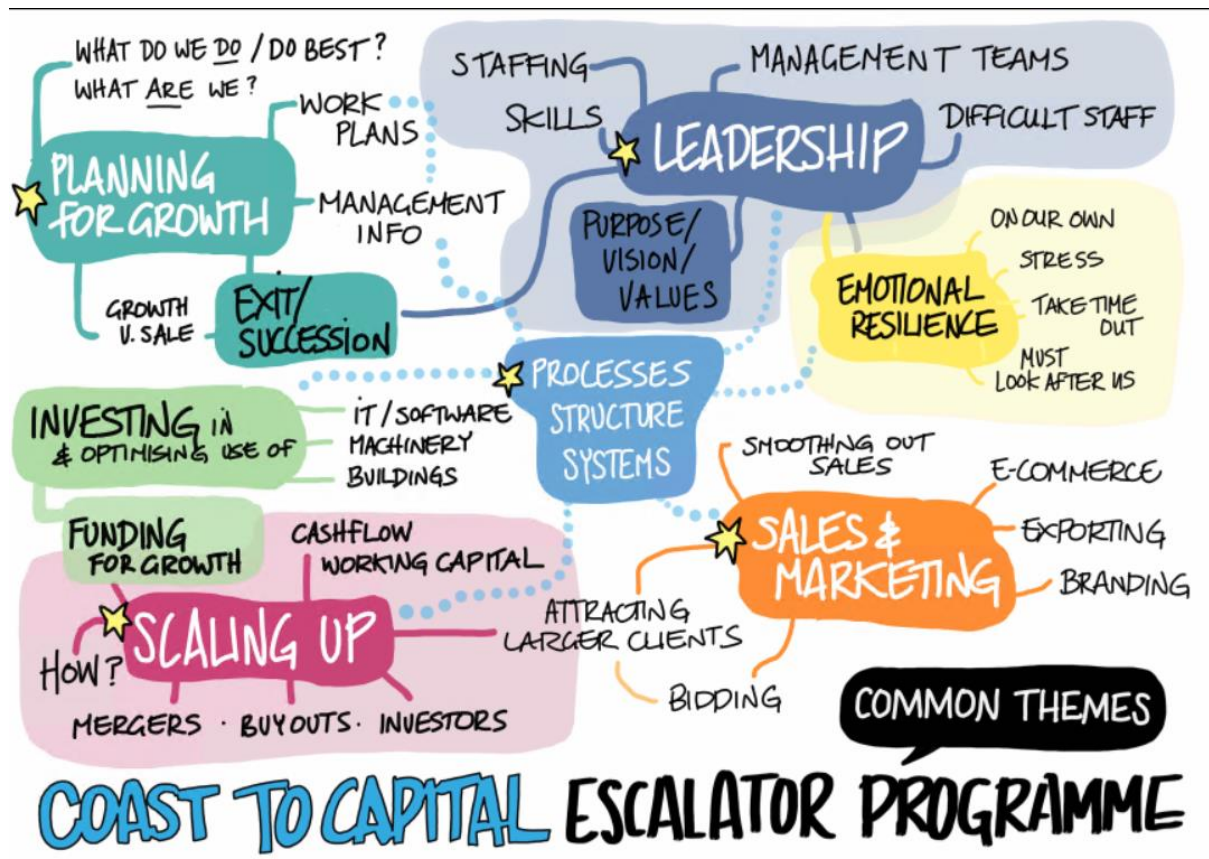 WHAT DO WE DO / DO BEST?
WHAT ARE WE?
WORK
PLANS
PLANNING
FOR GROWTH
MANAGEMENT
INFO
GROWTH
V. SALE
EXIT/
SUCCESSION
STAFFING
SKILLS
MANAGEMENT TEAMS
DIFFICULT STAFF
LEADERSHIP
PURPOSE/
VISION/
VALUES
EMOTIONAL
RESILIENCE
ON OUR OWN
STRESS
TAKE TIME
OUT
MUST
LOOK AFTER US
PROCESSES
STRUCTURE
SYSTEMS
INVESTING IN
& OPTIMISING USE OF
IT / SOFTWARE
MACHINERY
BUILDINGS
FUNDING
FOR GROWTH
CASHFLOW
WORKING CAPITAL
SCALING UP
HOW?
MERGERS · BUYOUTS · INVESTORS
ATTRACTING
LARGER CLIENTS
BIDDING
SMOOTHING OUT
SALES
SALES &
MARKETING
E-COMMERCE
EXPORTING
BRANDING
COMMON THEMES
COAST TO CAPITAL ESCALATOR PROGRAMME